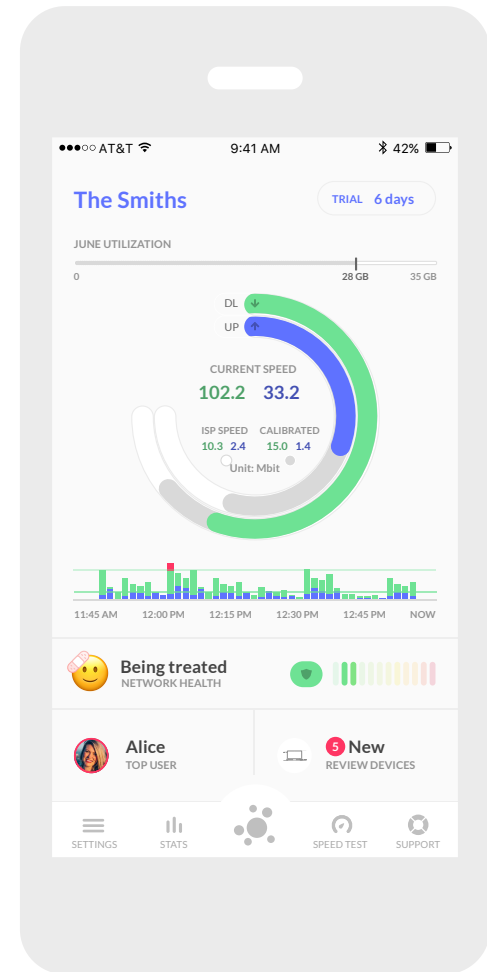 AT&T 9:41 AM 42%
The Smiths TRIAL 6 days
JUNE UTILIZATION
0 28 GB 35 GB
DL
UP
CURRENT SPEED
102.2 33.2
ISP SPEED CALIBRATED
10.3 2.4 15.0 1.4
Unit: Mbit
11:45 AM 12:00 PM 12:15 PM 12:30 PM 12:45 PM NOW
Being treated
NETWORK HEALTH
Alice
TOP USER
5 New
REVIEW DEVICES
SETTINGS STATS SPEED TEST SUPPORT